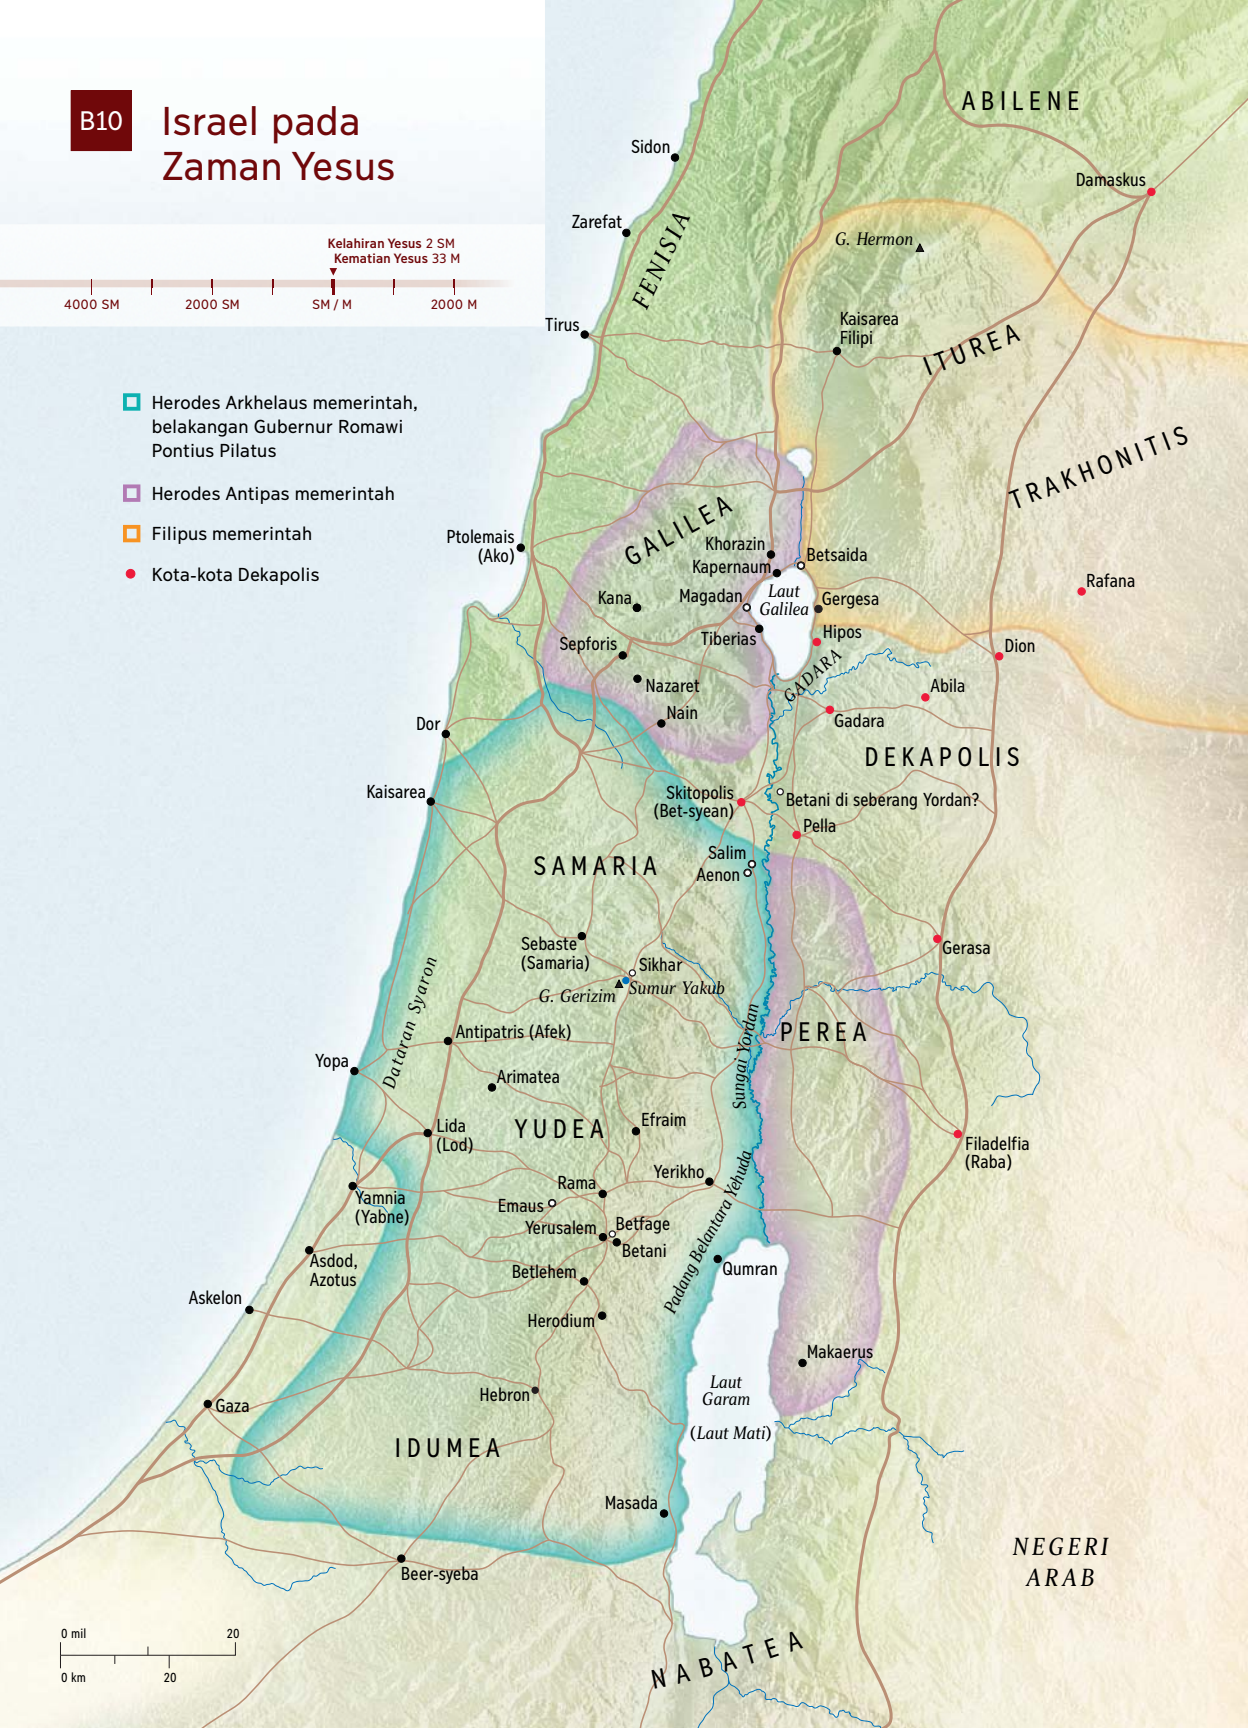 B10
Israel pada
Zaman Yesus
Kelahiran Yesus 2 SM
Kematian Yesus 33 M
4000 SM
2000 SM
SM / M
2000 M
Herodes Arkhelaus memerintah,
belakangan Gubernur Romawi
Pontius Pilatus
Herodes Antipas memerintah
Filipus memerintah
Kota-kota Dekapolis
ABILENE
Sidon
Damaskus
Zarefat
FENISIA
G. Hermon
Tirus
Kaisarea
Filipi
ITUREA
TRAKHONITIS
GALILEA
Ptolemais
(Ako)
Khorazin
Kapernaum
Betsaida
Laut
Galilea
Magadan
Kana
Gergesa
Rafana
Tiberias
Hipos
Sepforis
Dion
GADARA
Nazaret
Abila
Nain
Gadara
Dor
DEKAPOLIS
Kaisarea
Skitopolis
(Bet-syean)
Betani di seberang Yordan?
Pella
SAMARIA
Salim
Aenon
Sebaste
(Samaria)
Gerasa
Sikhar
G. Gerizim
Sumur Yakub
Dataran Syaron
Antipatris (Afek)
PEREA
Sungai Yordan
Yopa
Arimatea
YUDEA
Efraim
Lida
(Lod)
Filadelfia
(Raba)
Yerikho
Rama
Yamnia
(Yabne)
Emaus
Padang Belantara Yehuda
Yerusalem
Betfage
Betani
Asdod,
Azotus
Betlehem
Qumran
Askelon
Herodium
Makaerus
Laut
Garam
(Laut Mati)
Hebron
Gaza
IDUMEA
Masada
NEGERI
ARAB
Beer-syeba
NABATEA
0 mil
20
0 km
20